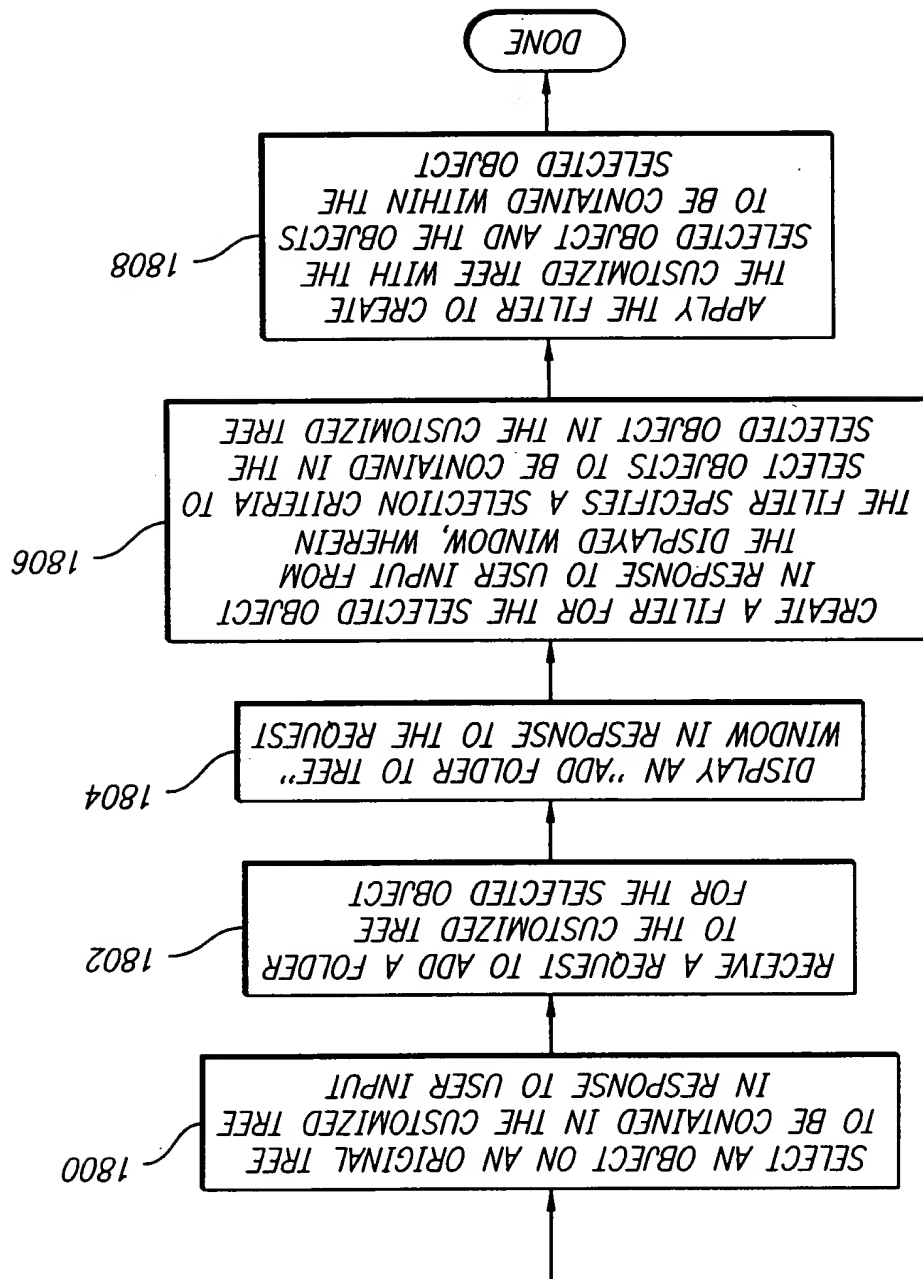 SELECT AN OBJECT ON AN ORIGINAL TREE
TO BE CONTAINED IN THE CUSTOMIZED TREE
IN RESPONSE TO USER INPUT
1800
RECEIVE A REQUEST TO ADD A FOLDER
TO THE CUSTOMIZED TREE
FOR THE SELECTED OBJECT
1802
DISPLAY AN "ADD FOLDER TO TREE"
WINDOW IN RESPONSE TO THE REQUEST
1804
CREATE A FILTER FOR THE SELECTED OBJECT
IN RESPONSE TO USER INPUT FROM
THE DISPLAYED WINDOW, WHEREIN
THE FILTER SPECIFIES A SELECTION CRITERIA TO
SELECT OBJECTS TO BE CONTAINED IN THE
SELECTED OBJECT IN THE CUSTOMIZED TREE
1806
APPLY THE FILTER TO CREATE
THE CUSTOMIZED TREE WITH THE
SELECTED OBJECT AND THE OBJECTS
TO BE CONTAINED WITHIN THE
SELECTED OBJECT
1808
DONE